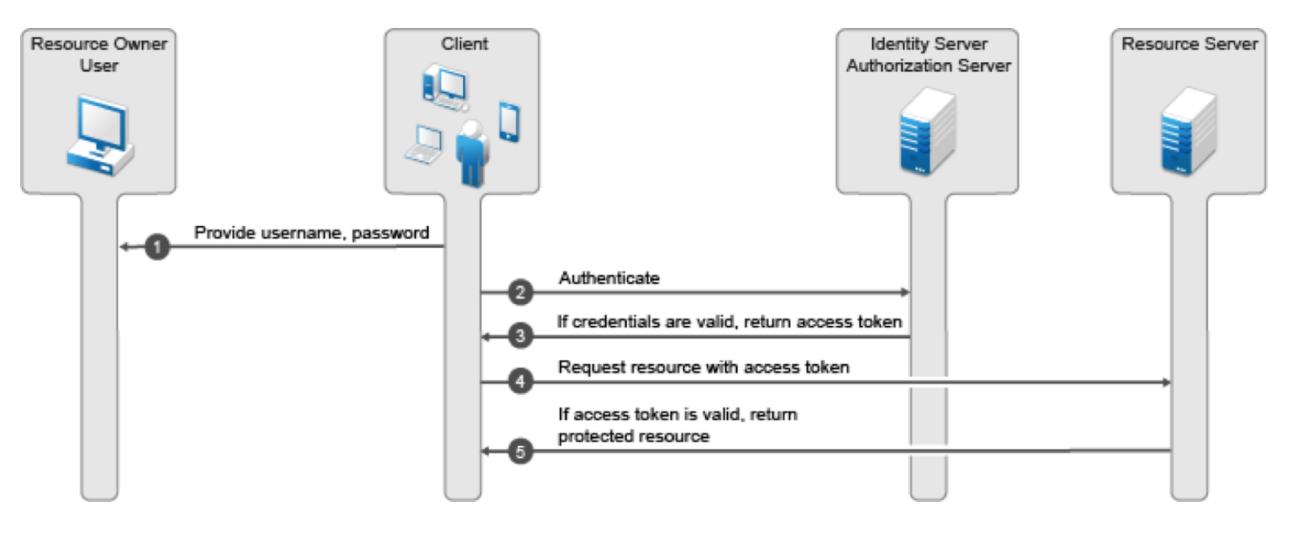 Resource Owner
User
Client
Identity Server
Authorization Server
Resource Server
1
Provide username, password
2
Authenticate
3
If credentials are valid, return access token
4
Request resource with access token
5
If access token is valid, return
protected resource